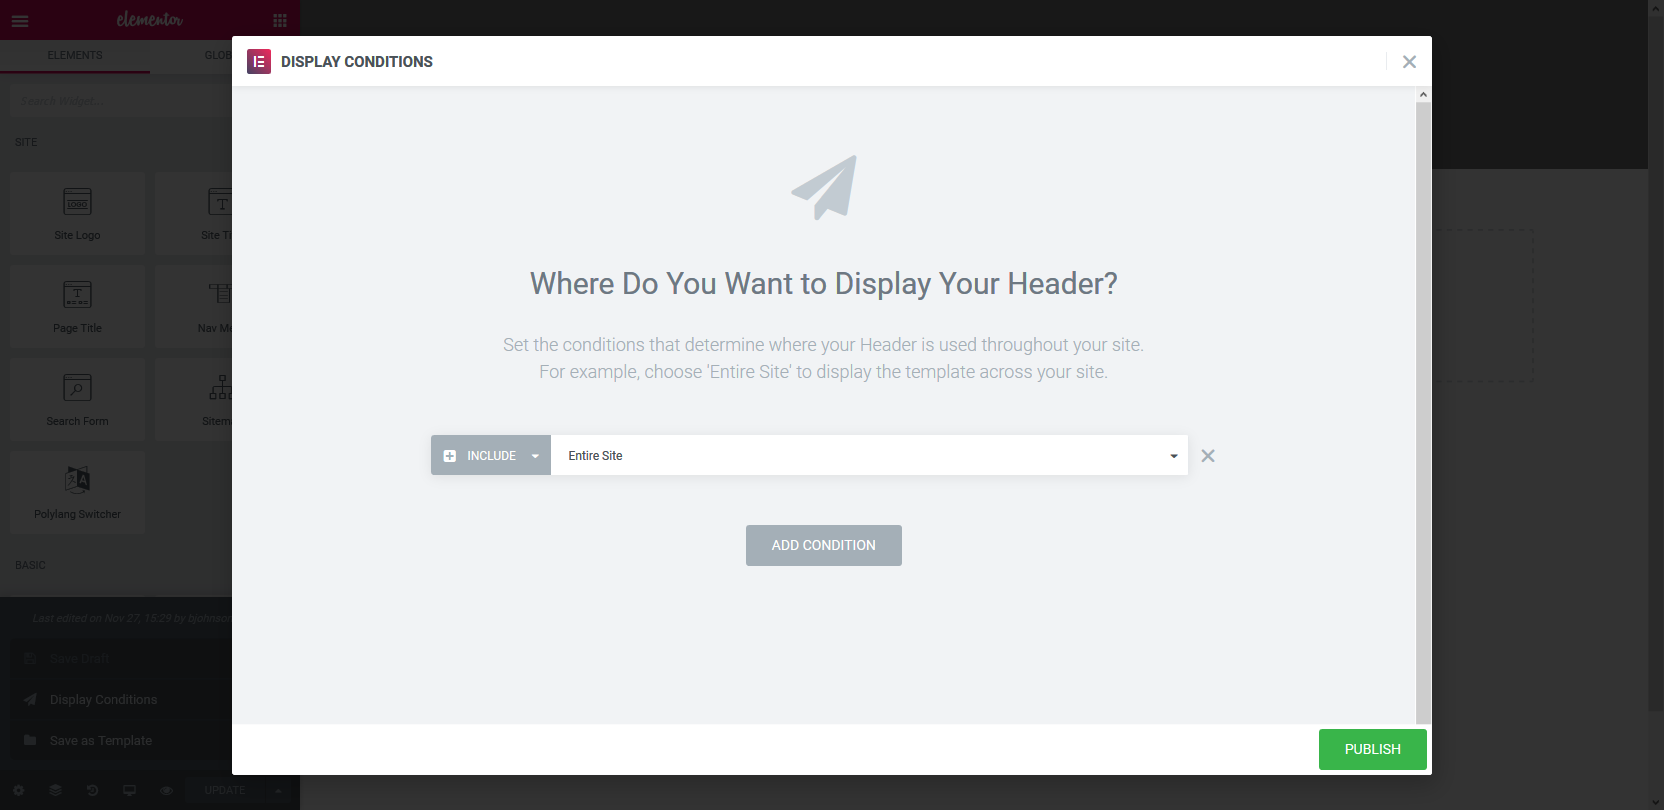 elementor
ELEMENTS
GLOB
DISPLAY CONDITIONS
Search Widget...
SITE
LOGO
Site Logo
Site Ti
Page Title
Nav Me
Search Form
Sitem
Polylang Switcher
BASIC
Where Do You Want to Display Your Header?
Set the conditions that determine where your Header is used throughout your site.
For example, choose 'Entire Site' to display the template across your site.
INCLUDE
Entire Site
ADD CONDITION
Last edited on Nov 27, 15:29 by bjohnson
Save Draft
Display Conditions
Save as Template
UPDATE
PUBLISH